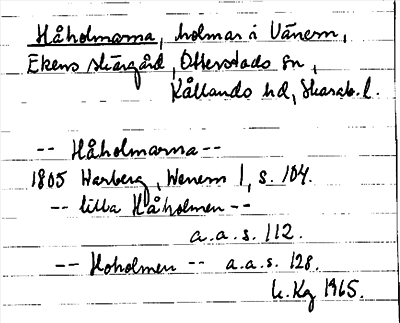 Håholmarna, holmar i Vänern,
Ekens skärgård, Otterstads sn,
Kållands hd, Skarab. l.
-- Håholmarna --
1805 Warberg, Wenern I, s. 104.
-- lilla Håholmen --
a.a.s. 112.
-- Hoholmen -- a.a.s. 128.
L. Kg 1965.